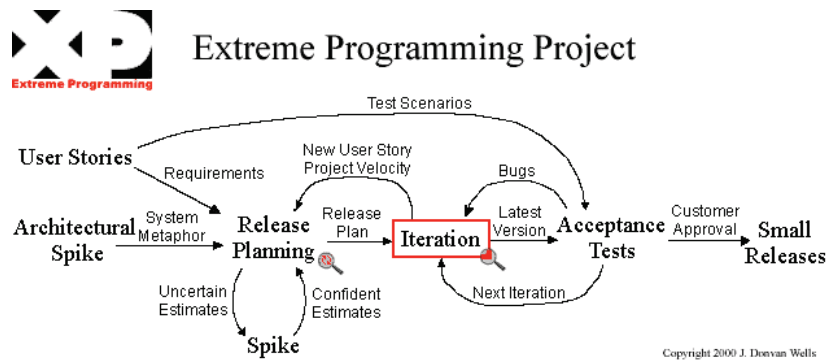 XP
Extreme Programming
Extreme Programming Project
Test Scenarios
User Stories
Requirements
New User Story
Project Velocity
Bugs
Architectural
Spike
System
Metaphor
Release
Planning
Release
Plan
Iteration
Latest
Version
Acceptance
Tests
Customer
Approval
Small
Releases
Uncertain
Estimates
Confident
Estimates
Next Iteration
Spike
Copyright 2000 J. Donvan Wells